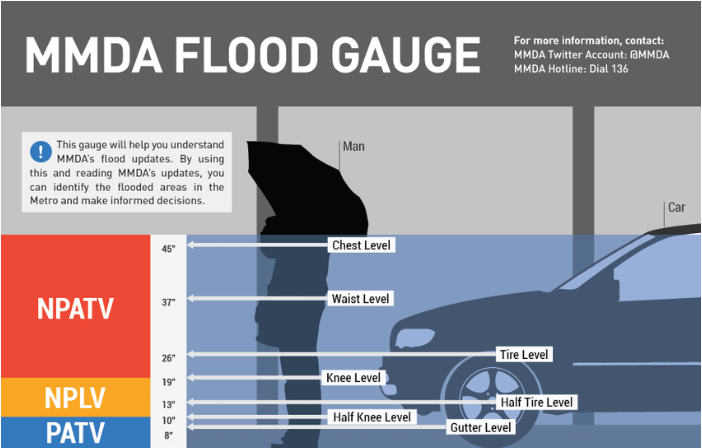 MMDA FLOOD GAUGE
For more information, contact:
MMDA Twitter Account: @MMDA
MMDA Hotline: Dial 136
! This gauge will help you understand
MMDA's flood updates. By using
this and reading MMDA's updates, you
can identify the flooded areas in the
Metro and make informed decisions.
Man
Car
NPATV
45"
Chest Level
37"
Waist Level
26"
Tire Level
19"
Knee Level
NPLV
13"
Half Tire Level
10"
Half Knee Level
PATV
8"
Gutter Level